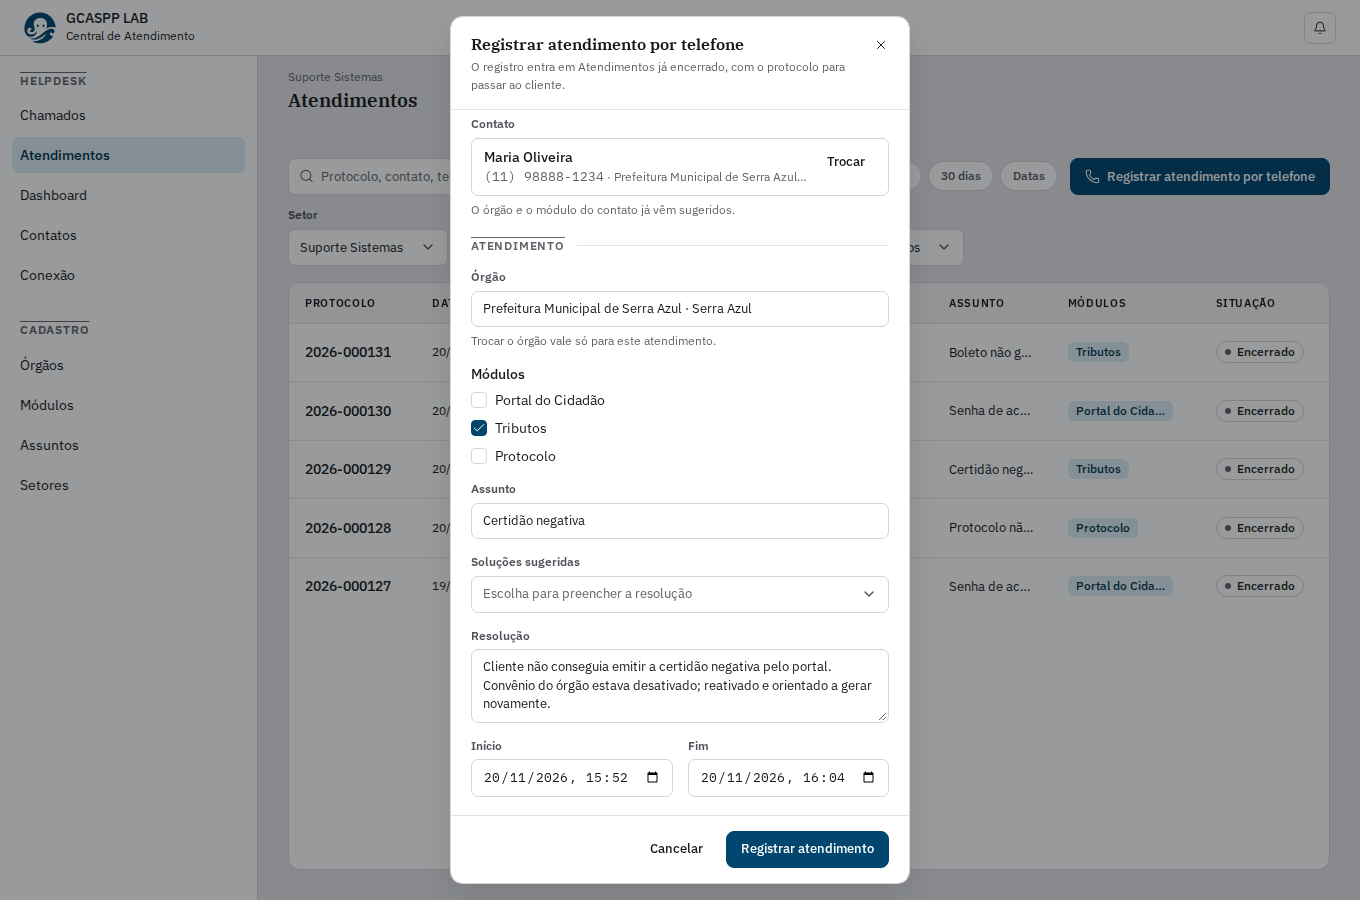 GCASPP LAB
Central de Atendimento
HELPDESK
Chamados
Atendimentos
Dashboard
Contatos
Conexão
CADASTRO
Órgãos
Módulos
Assuntos
Setores
Suporte Sistemas
Atendimentos
Protocolo, contato, te
30 dias
Datas
Registrar atendimento por telefone
Setor
Suporte Sistemas
os
PROTOCOLO
DAT
ASSUNTO
MÓDULOS
SITUAÇÃO
2026-000131
20/
Boleto não g...
Tributos
Encerrado
2026-000130
20/
Senha de ac...
Portal do Cida...
Encerrado
2026-000129
20/
Certidão neg...
Tributos
Encerrado
2026-000128
20/
Protocolo nã...
Protocolo
Encerrado
2026-000127
19/
Senha de ac...
Portal do Cida...
Encerrado
Registrar atendimento por telefone
O registro entra em Atendimentos já encerrado, com o protocolo para
passar ao cliente.
Contato
Maria Oliveira
(11) 98888-1234 · Prefeitura Municipal de Serra Azul...
Trocar
O órgão e o módulo do contato já vêm sugeridos.
ATENDIMENTO
Órgão
Prefeitura Municipal de Serra Azul · Serra Azul
Trocar o órgão vale só para este atendimento.
Módulos
Portal do Cidadão
Tributos
Protocolo
Assunto
Certidão negativa
Soluções sugeridas
Escolha para preencher a resolução
Resolução
Cliente não conseguia emitir a certidão negativa pelo portal.
Convênio do órgão estava desativado; reativado e orientado a gerar
novamente.
Início
Fim
20/11/2026, 15:52
20/11/2026, 16:04
Cancelar
Registrar atendimento